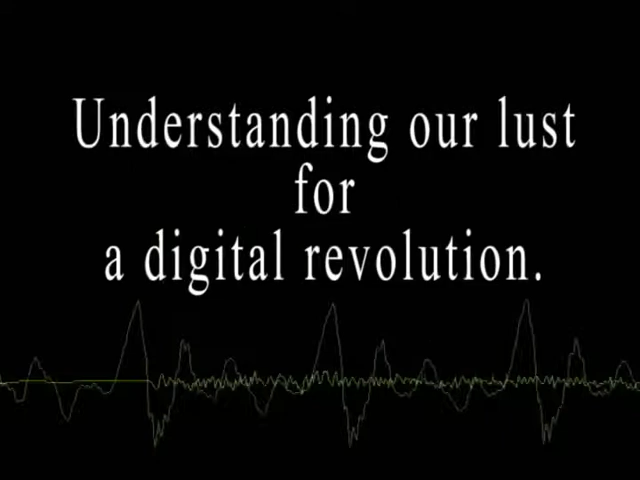 Understanding our lust
for
a digital revolution.